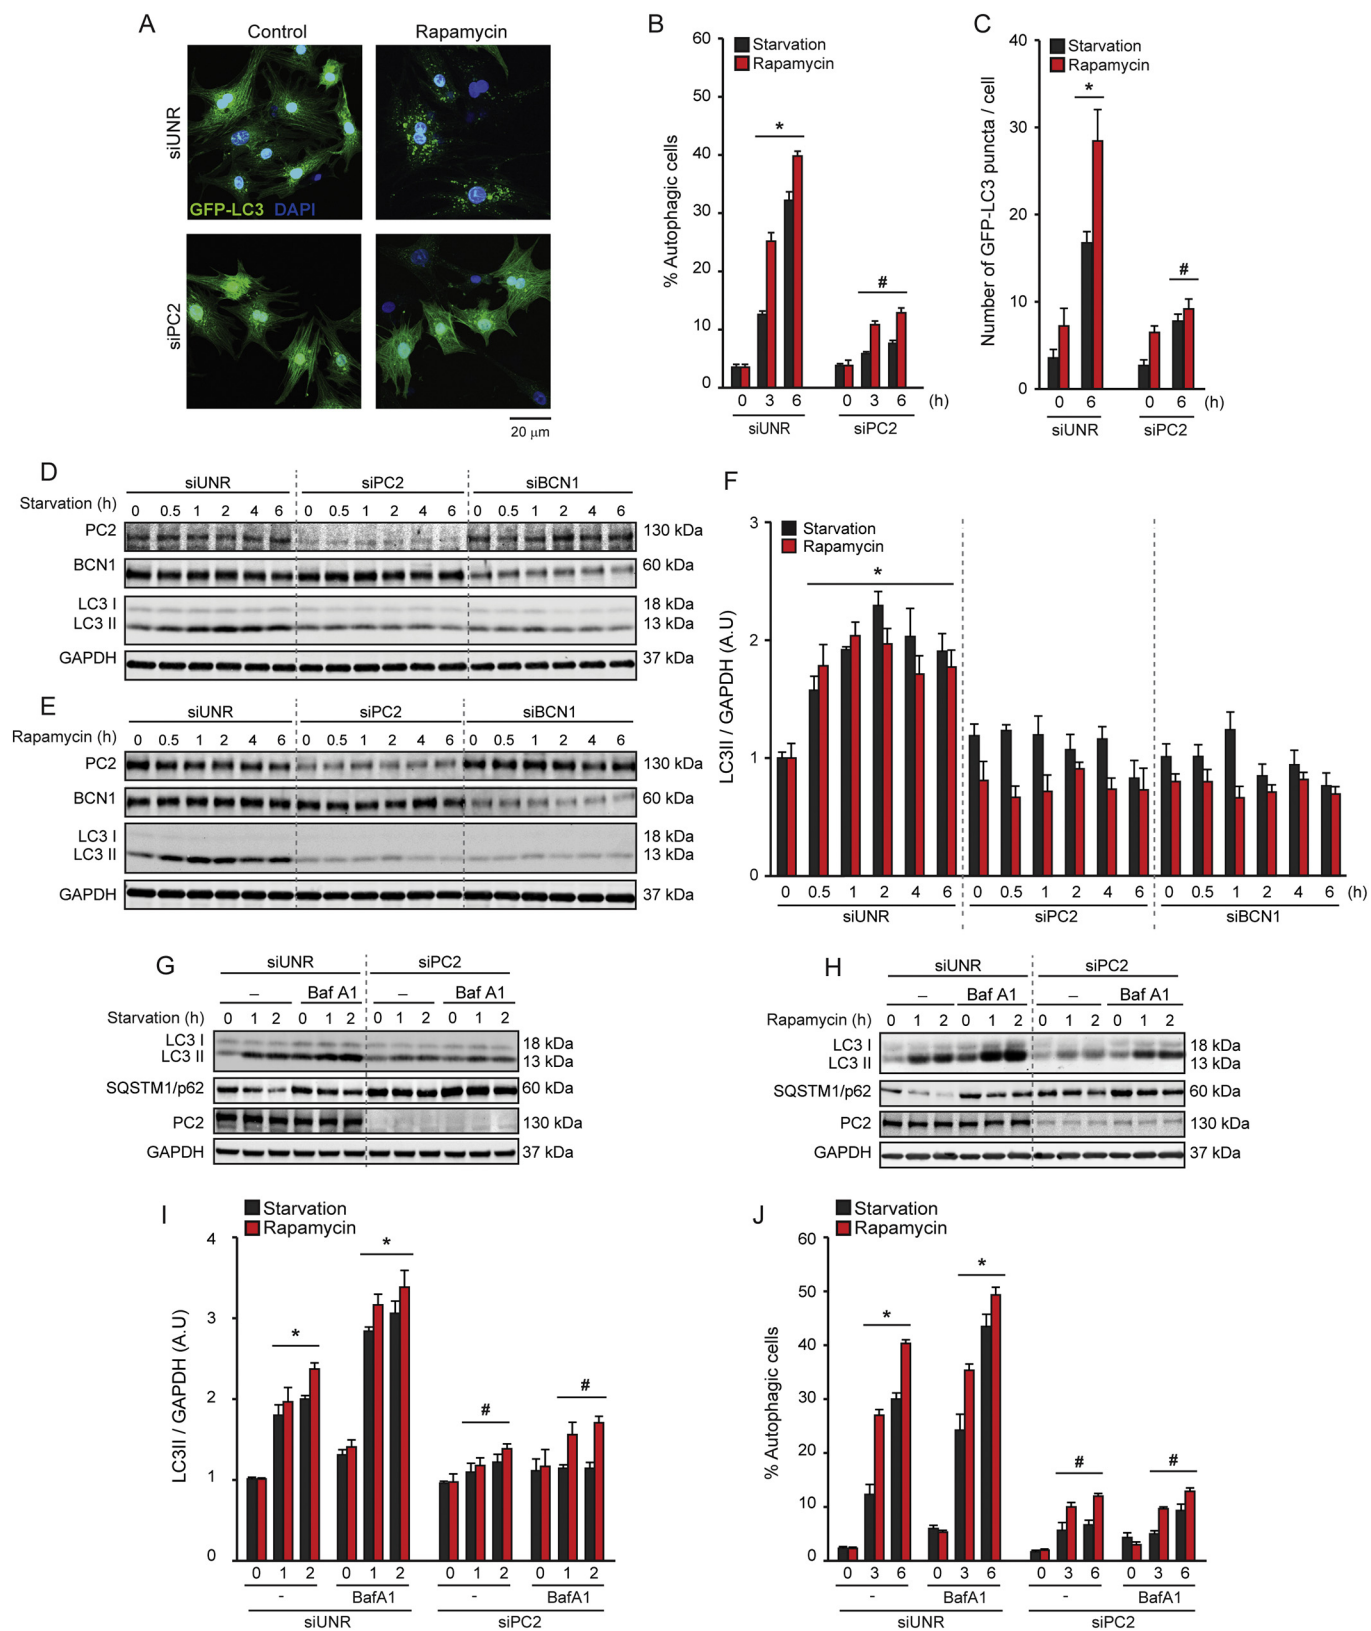 A
Control
Rapamycin
siUNR
GFP-LC3 DAPI
siPC2
20 μm
B
Starvation
Rapamycin
% Autophagic cells
60
50
40
30
20
10
0
*
#
0 3 6 0 3 6 (h)
siUNR siPC2
C
Starvation
Rapamycin
Number of GFP-LC3 puncta / cell
40
30
20
10
0
*
#
0 6 0 6 (h)
siUNR siPC2
D
siUNR siPC2 siBCN1
Starvation (h) 0 0.5 1 2 4 6 0 0.5 1 2 4 6 0 0.5 1 2 4 6
PC2 130 kDa
BCN1 60 kDa
LC3 I 18 kDa
LC3 II 13 kDa
GAPDH 37 kDa
E
siUNR siPC2 siBCN1
Rapamycin (h) 0 0.5 1 2 4 6 0 0.5 1 2 4 6 0 0.5 1 2 4 6
PC2 130 kDa
BCN1 60 kDa
LC3 I 18 kDa
LC3 II 13 kDa
GAPDH 37 kDa
F
Starvation
Rapamycin
LC3II / GAPDH (A.U)
3
2
1
0
*
0 0.5 1 2 4 6 0 0.5 1 2 4 6 0 0.5 1 2 4 6 (h)
siUNR siPC2 siBCN1
G
siUNR siPC2
– Baf A1 – Baf A1
Starvation (h) 0 1 2 0 1 2 0 1 2 0 1 2
LC3 I 18 kDa
LC3 II 13 kDa
SQSTM1/p62 60 kDa
PC2 130 kDa
GAPDH 37 kDa
H
siUNR siPC2
– Baf A1 – Baf A1
Rapamycin (h) 0 1 2 0 1 2 0 1 2 0 1 2
LC3 I 18 kDa
LC3 II 13 kDa
SQSTM1/p62 60 kDa
PC2 130 kDa
GAPDH 37 kDa
I
Starvation
Rapamycin
LC3II / GAPDH (A.U)
4
3
2
1
0
*
*
#
#
0 1 2 0 1 2 0 1 2 0 1 2
- BafA1 - BafA1
siUNR siPC2
J
Starvation
Rapamycin
% Autophagic cells
60
50
40
30
20
10
0
*
*
#
#
0 3 6 0 3 6 0 3 6 0 3 6
- BafA1 - BafA1
siUNR siPC2